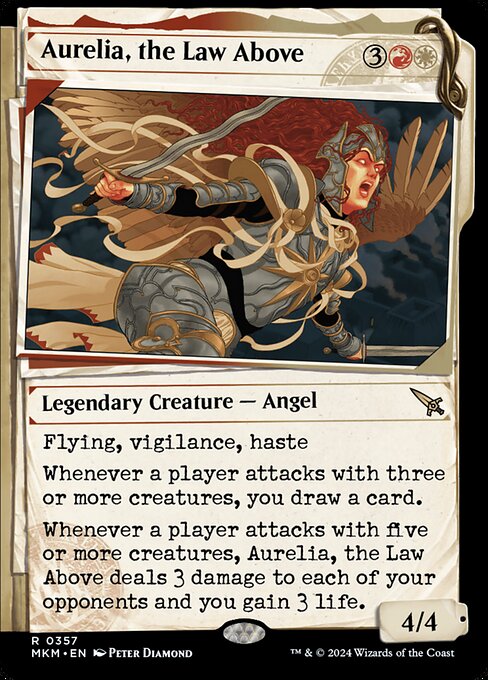 Aurelia, the Law Above 3
Legendary Creature — Angel
Flying, vigilance, haste
Whenever a player attacks with three
or more creatures, you draw a card.
Whenever a player attacks with five
or more creatures, Aurelia, the Law
Above deals 3 damage to each of your
opponents and you gain 3 life.
4/4
R 0357
MKM • EN Peter Diamond
™ & © 2024 Wizards of the Coast